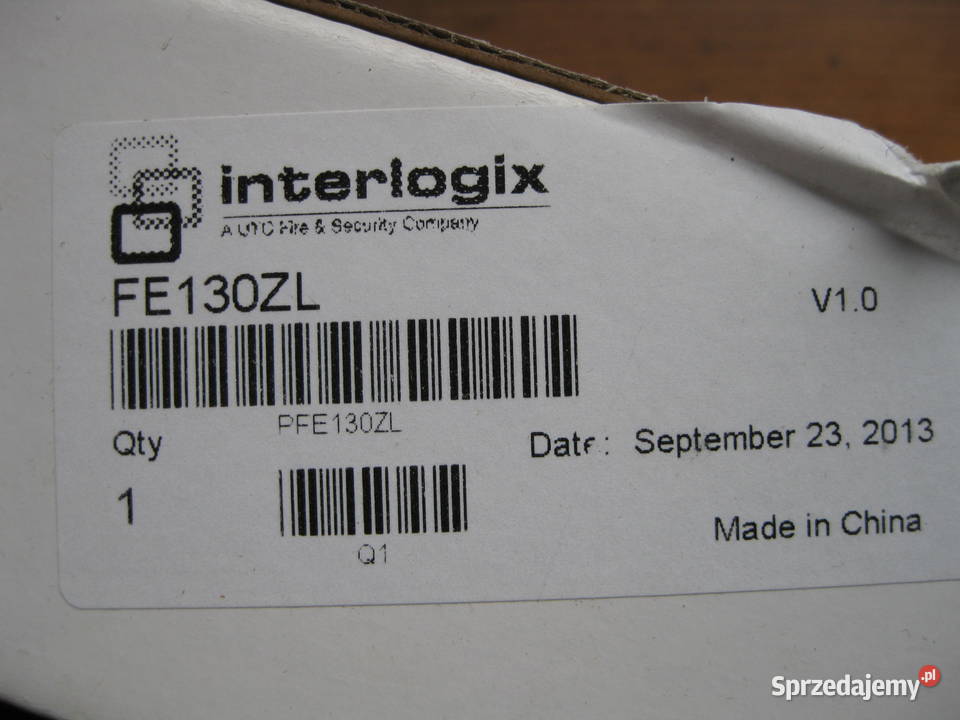 interlogix
A UTC Fire & Security Company
FE130ZL
V1.0
PFE130ZL
Qty
Date: September 23, 2013
1
Made in China
Q1
Sprzedajemy.pl